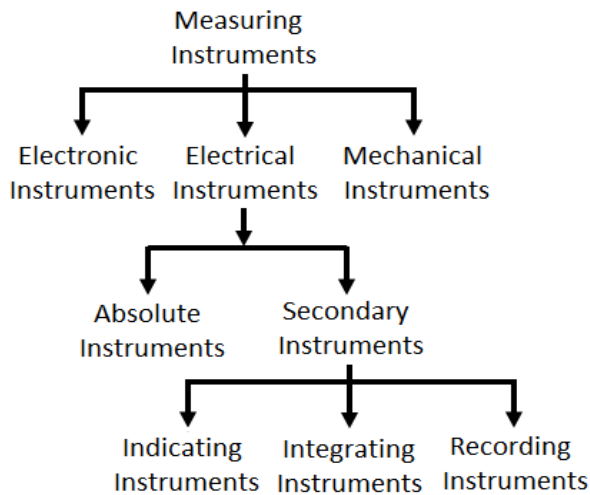 Measuring
Instruments
Electronic
Instruments
Electrical
Instruments
Mechanical
Instruments
Absolute
Instruments
Secondary
Instruments
Indicating
Instruments
Integrating
Instruments
Recording
Instruments